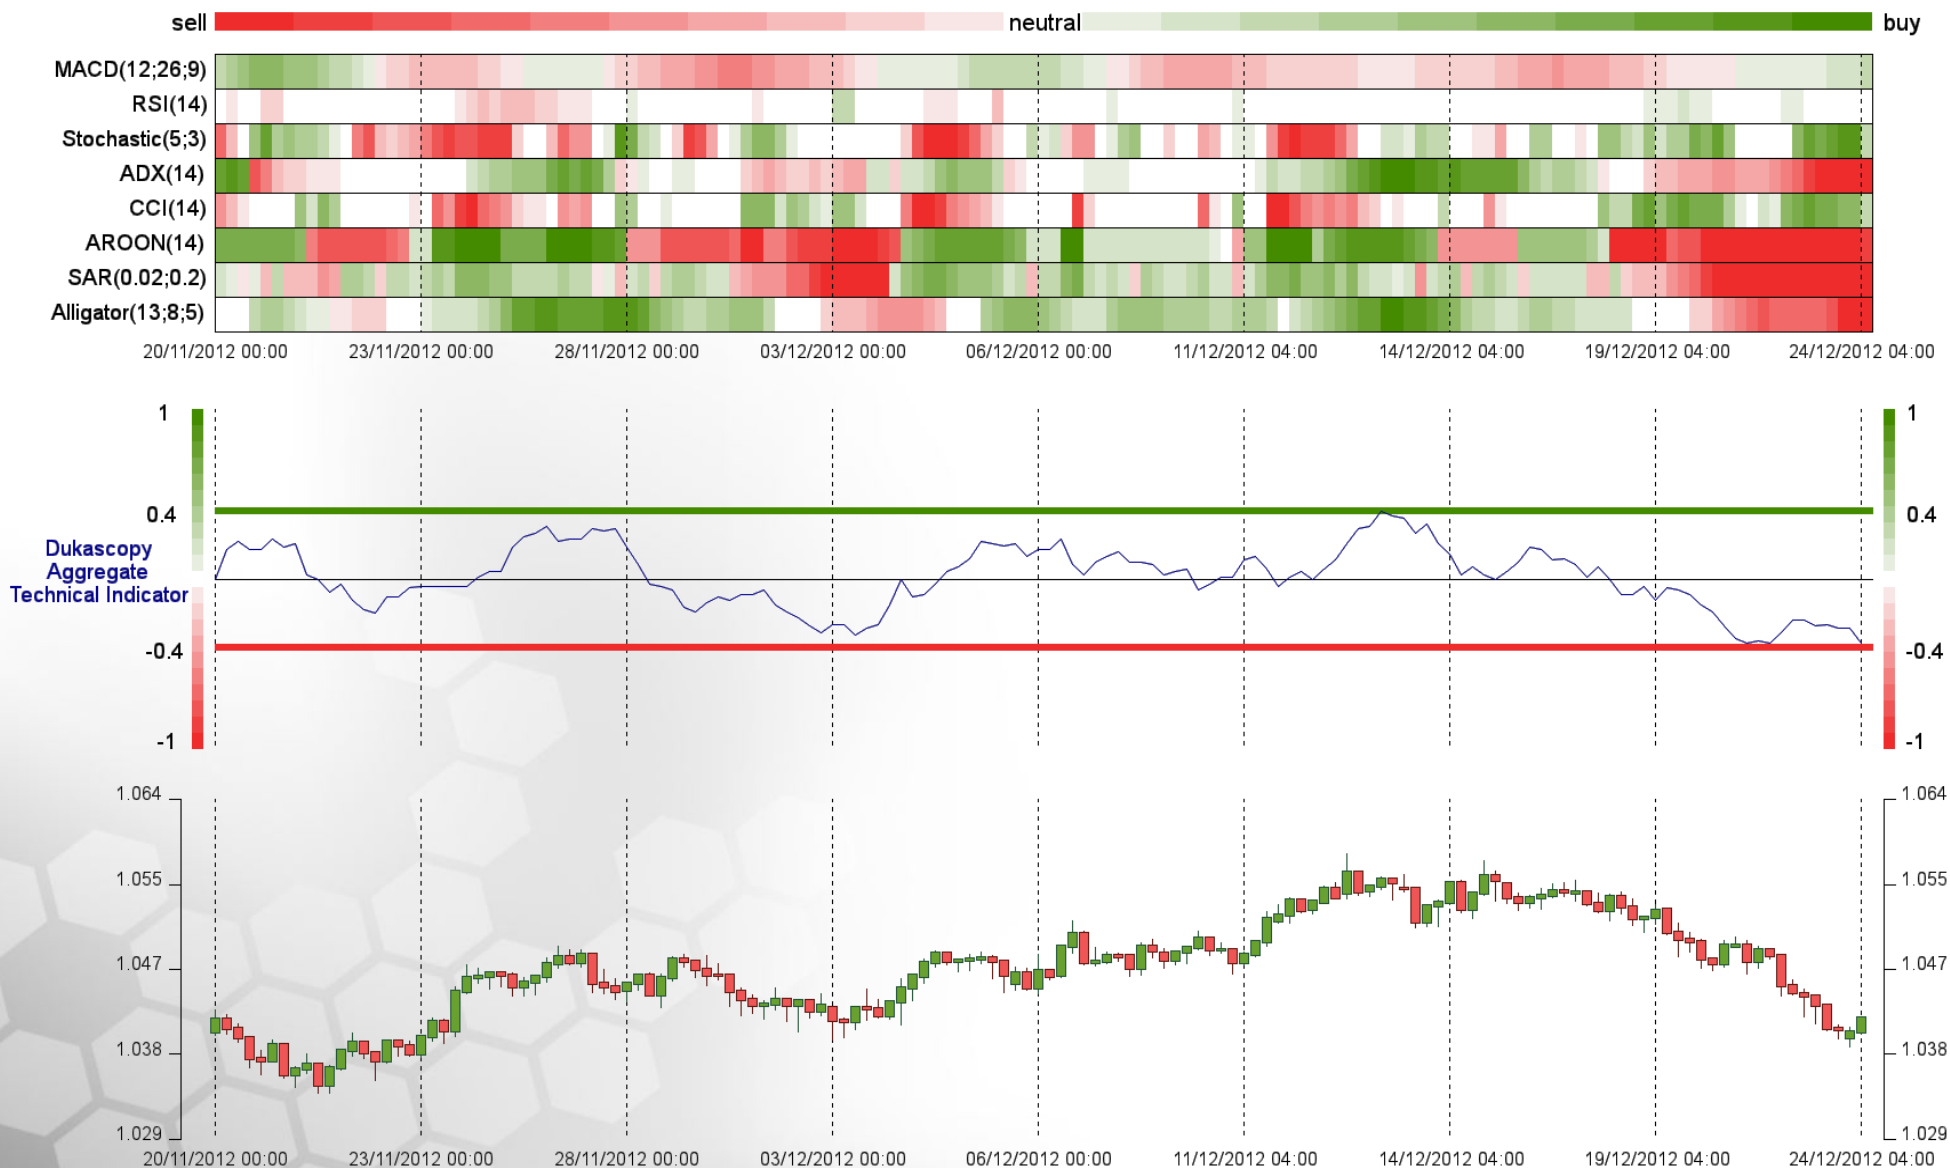 sell neutral buy
MACD(12;26;9)
RSI(14)
Stochastic(5;3)
ADX(14)
CCI(14)
AROON(14)
SAR(0.02;0.2)
Alligator(13;8;5)
20/11/2012 00:00 23/11/2012 00:00 28/11/2012 00:00 03/12/2012 00:00 06/12/2012 00:00 11/12/2012 04:00 14/12/2012 04:00 19/12/2012 04:00 24/12/2012 04:00
1 1
0.4 0.4
Dukascopy
Aggregate
Technical Indicator
-0.4 -0.4
-1 -1
1.064 1.064
1.055 1.055
1.047 1.047
1.038 1.038
1.029 1.029
20/11/2012 00:00 23/11/2012 00:00 28/11/2012 00:00 03/12/2012 00:00 06/12/2012 00:00 11/12/2012 04:00 14/12/2012 04:00 19/12/2012 04:00 24/12/2012 04:00